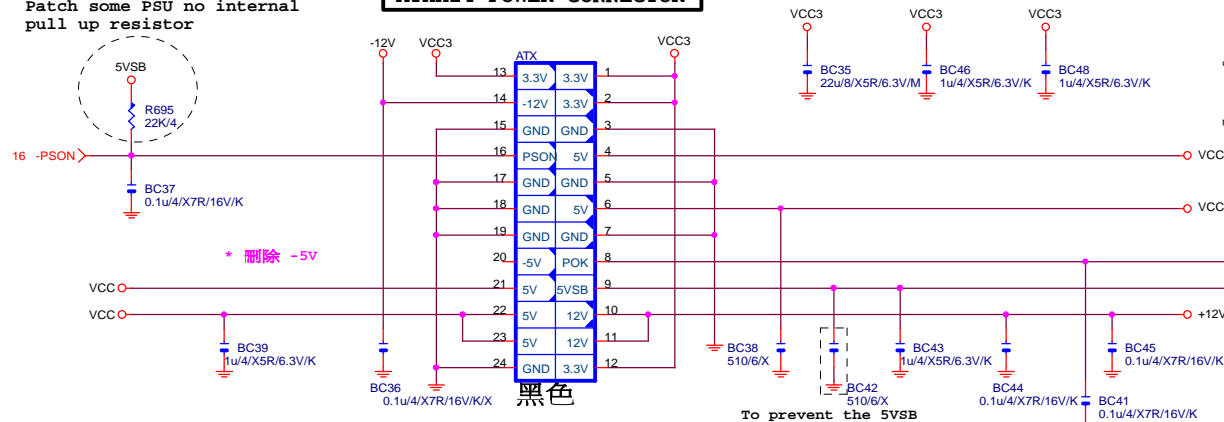 Patch some PSU no internal
pull up resistor
ATX
VCC3
VCC3
VCC3
-12V
VCC3
VCC3
5VSB
R695
22K/4
BC35
22u/8/X5R/6.3V/M
BC46
1u/4/X5R/6.3V/K
BC48
1u/4/X5R/6.3V/K
16 -PSON
BC37
0.1u/4/X7R/16V/K
13 3.3V 3.3V 1
14 -12V 3.3V 2
15 GND GND 3
16 PSON 5V 4
17 GND GND 5
18 GND 5V 6
19 GND GND 7
20 -5V POK 8
21 5V 5VSB 9
22 5V 12V 10
23 5V 12V 11
24 GND 3.3V 12
VCC
VCC
* 删除 -5V
VCC
VCC
+12V
BC39
1u/4/X5R/6.3V/K
BC36
0.1u/4/X7R/16V/K/X
黑色
BC38
510/6/X
BC42
510/6/X
BC43
1u/4/X5R/6.3V/K
BC44
0.1u/4/X7R/16V/K
BC45
0.1u/4/X7R/16V/K
BC41
0.1u/4/X7R/16V/K
To prevent the 5VSB